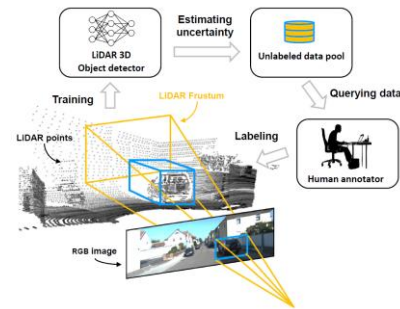 Estimating
uncertainty
LiDAR 3D
Object detector
Unlabeled data pool
Training
LiDAR Frustum
Querying data
LiDAR points
Labeling
Human annotator
RGB image